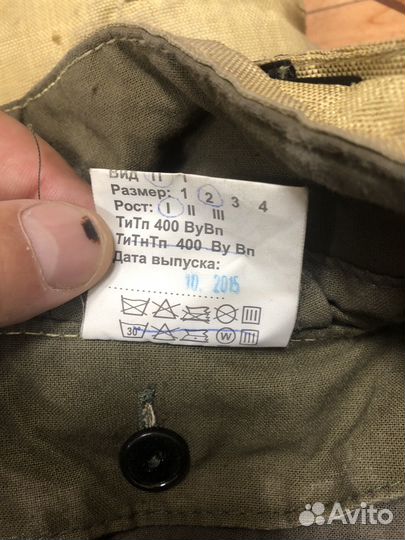 Вид II I
Размер: 1 2 3 4
Рост: I II III
ТиТп 400 ВуВп
ТиТнТп 400 Ву Вп
Дата выпуска:
10. 2015
30°
W
Avito